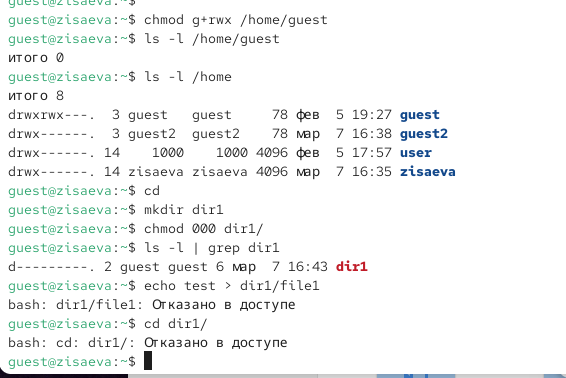 guest@zisaeva:~$
guest@zisaeva:~$ chmod g+rwx /home/guest
guest@zisaeva:~$ ls -l /home/guest
итого 0
guest@zisaeva:~$ ls -l /home
итого 8
drwxrwx---.  3 guest   guest     78 фев  5 19:27 guest
drwx------.  3 guest2  guest2    78 мар  7 16:38 guest2
drwx------. 14    1000    1000 4096 фев  5 17:57 user
drwx------. 14 zisaeva zisaeva 4096 мар  7 16:35 zisaeva
guest@zisaeva:~$ cd
guest@zisaeva:~$ mkdir dir1
guest@zisaeva:~$ chmod 000 dir1/
guest@zisaeva:~$ ls -l | grep dir1
d---------. 2 guest guest 6 мар  7 16:43 dir1
guest@zisaeva:~$ echo test > dir1/file1
bash: dir1/file1: Отказано в доступе
guest@zisaeva:~$ cd dir1/
bash: cd: dir1/: Отказано в доступе
guest@zisaeva:~$